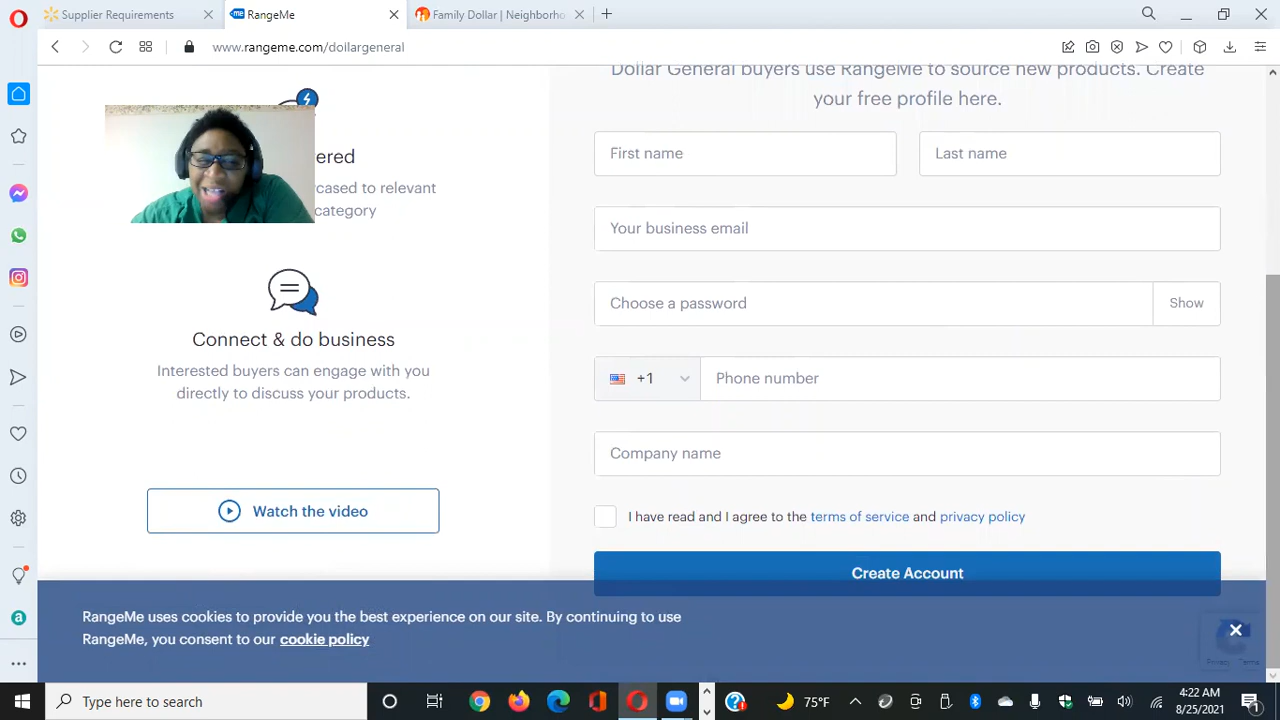 Supplier Requirements
RangeMe
Family Dollar | Neighborho
www.rangeme.com/dollargeneral
Dollar General buyers use RangeMe to source new products. Create
your free profile here.
ered
cased to relevant
category
Connect & do business
Interested buyers can engage with you
directly to discuss your products.
Watch the video
First name
Last name
Your business email
Choose a password
Show
+1
Phone number
Company name
I have read and I agree to the terms of service and privacy policy
Create Account
RangeMe uses cookies to provide you the best experience on our site. By continuing to use
RangeMe, you consent to our cookie policy
Privacy - Terms
Type here to search
75°F
4:22 AM
8/25/2021